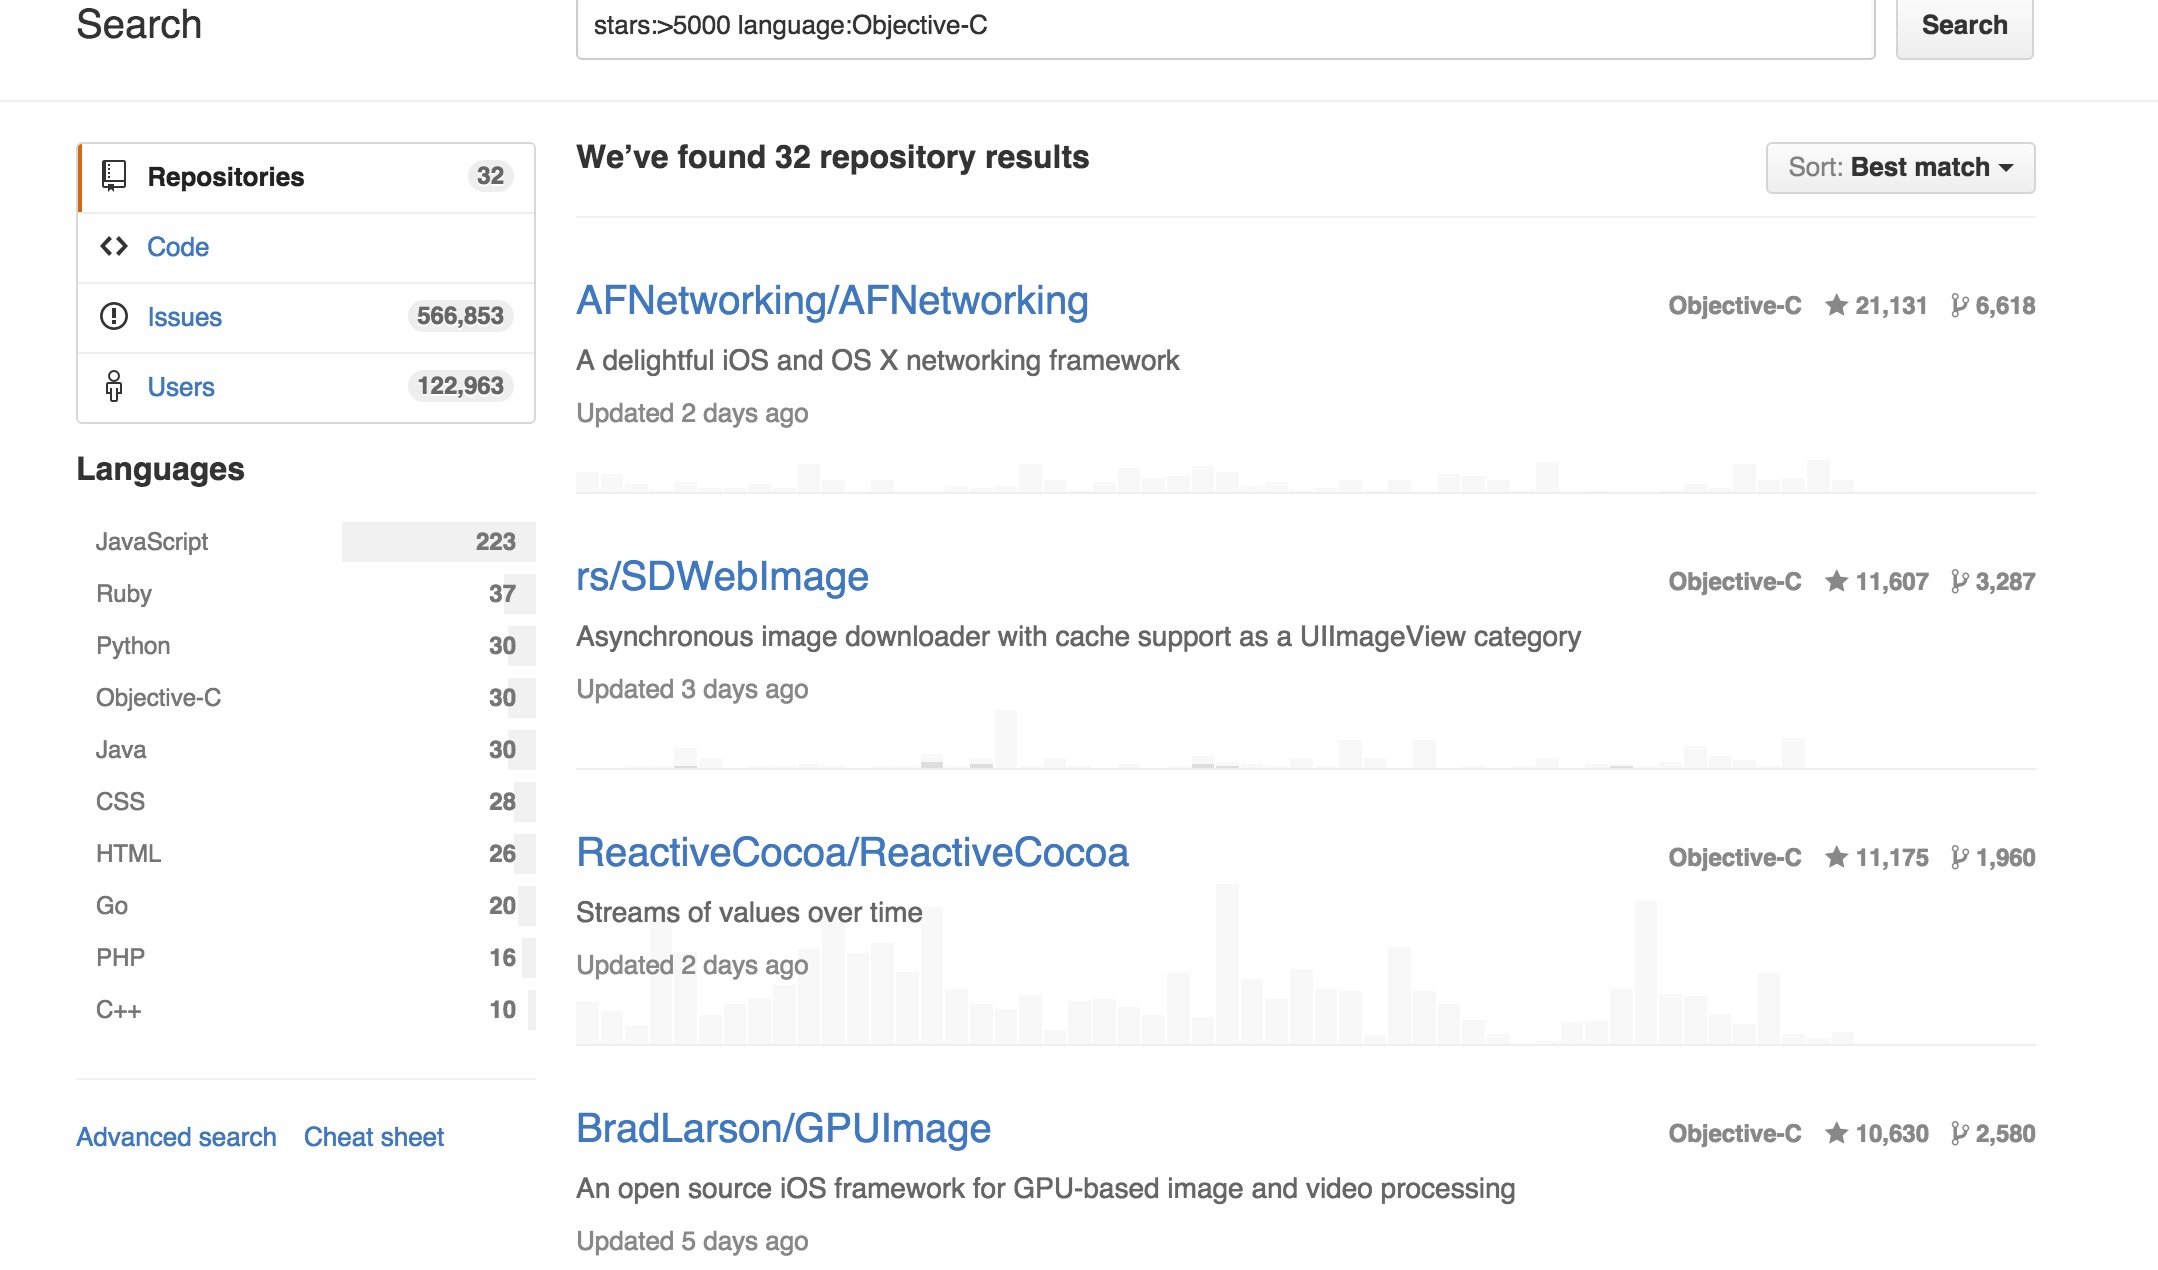 Search
stars:>5000 language:Objective-C
Search
Repositories 32
Code
Issues 566,853
Users 122,963
Languages
JavaScript 223
Ruby 37
Python 30
Objective-C 30
Java 30
CSS 28
HTML 26
Go 20
PHP 16
C++ 10
Advanced search Cheat sheet
We’ve found 32 repository results
Sort: Best match
AFNetworking/AFNetworking
Objective-C 21,131 6,618
A delightful iOS and OS X networking framework
Updated 2 days ago
rs/SDWebImage
Objective-C 11,607 3,287
Asynchronous image downloader with cache support as a UIImageView category
Updated 3 days ago
ReactiveCocoa/ReactiveCocoa
Objective-C 11,175 1,960
Streams of values over time
Updated 2 days ago
BradLarson/GPUImage
Objective-C 10,630 2,580
An open source iOS framework for GPU-based image and video processing
Updated 5 days ago